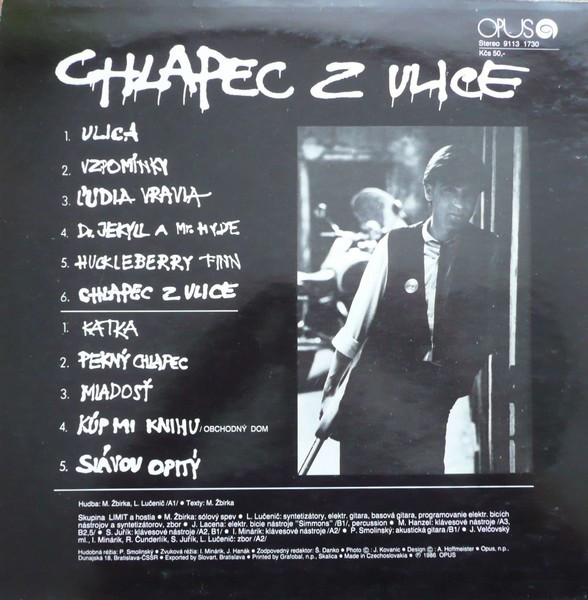 OPUS
Stereo 9113 1730
Kčs 50,-
CHLAPEC Z ULICE
1. ULICA
2. VZPOMÍNKY
3. ĽUDIA VRAVIA
4. Dr. JEKYLL A Mr. HYDE
5. HUCKLEBERRY FINN
6. CHLAPEC Z ULICE
1. KATKA
2. PEKNÝ CHLAPEC
3. MLADOSŤ
4. KÚP MI KNIHU /OBCHODNÝ DOM
5. SLÁVOU OPITÝ
Hudba: M. Žbirka, L. Lučenič /A1/ ● Texty: M. Žbirka
Skupina LIMIT a hostia ● M. Žbirka: sólový spev ● L. Lučenič: syntetizátory, elektr. gitara, basová gitara, programovanie elektr. bicích
nástrojov a syntetizátorov, zbor ● J. Lacena: elektr. bicie nástroje "Simmons" /B1/, percussion ● M. Hanzel: klávesové nástroje /A3,
B2,5/ ● S. Juřík: klávesové nástroje /A2, B1/ ● I. Minárik: klávesové nástroje /A2/ ● P. Smolinský: akustická gitara /B1/ ● J. Velčovský
ml., I. Minárik, R. Čunderlík, S. Juřík, L. Lučenič: zbor /A2/
Hudobná réžia: P. Smolinský ● Zvuková réžia: I. Minárik, J. Hanák ● Zodpovedný redaktor: Š. Danko ● Photo ©: J. Kovanic ● Design ©: A. Hoffmeister ● Opus, n.p.,
Dunajská 18, Bratislava-ČSSR ● Exported by Slovart, Bratislava ● Printed by Grafobal, n.p., Skalica ● Made in Czechoslovakia ● ℗ 1986 OPUS